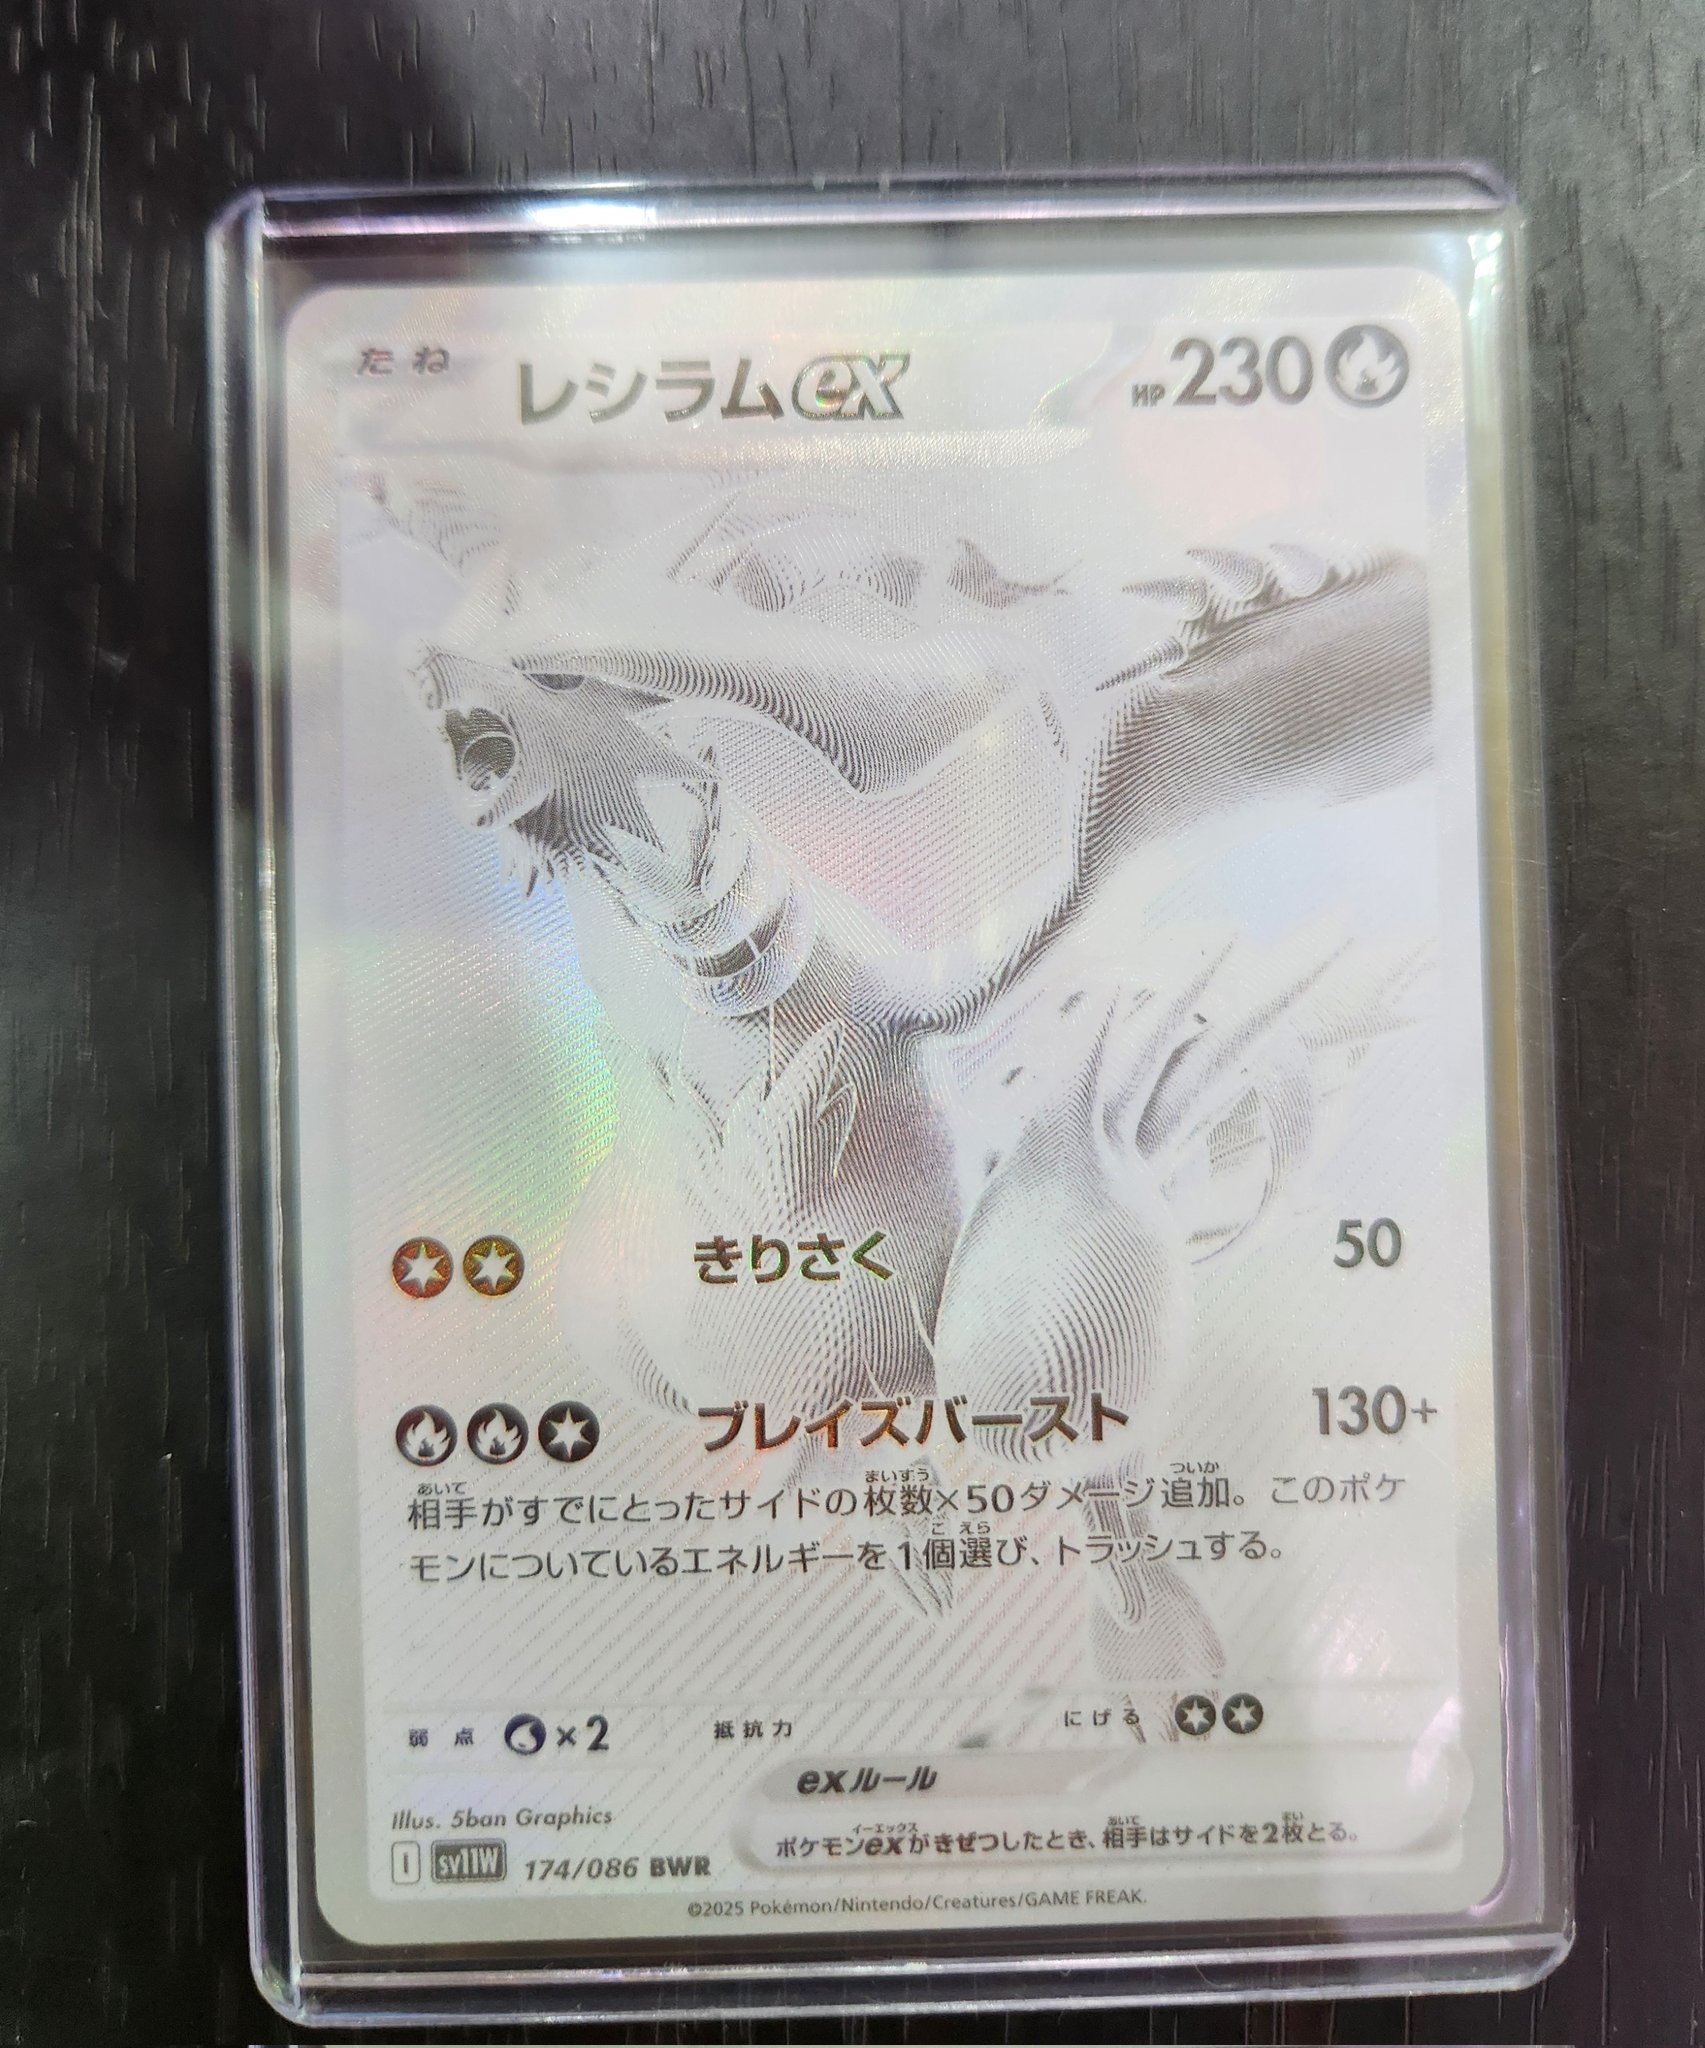 たね レシラムex HP 230
きりさく 50
ブレイズバースト 130+
相手がすでにとったサイドの枚数×50ダメージ追加。このポケ
モンについているエネルギーを1個選び、トラッシュする。
弱点 ×2 抵抗力 にげる
exルール
ポケモンexがきぜつしたとき、相手はサイドを2枚とる。
Illus. 5ban Graphics
I SV11W 174/086 BWR
©2025 Pokémon/Nintendo/Creatures/GAME FREAK.